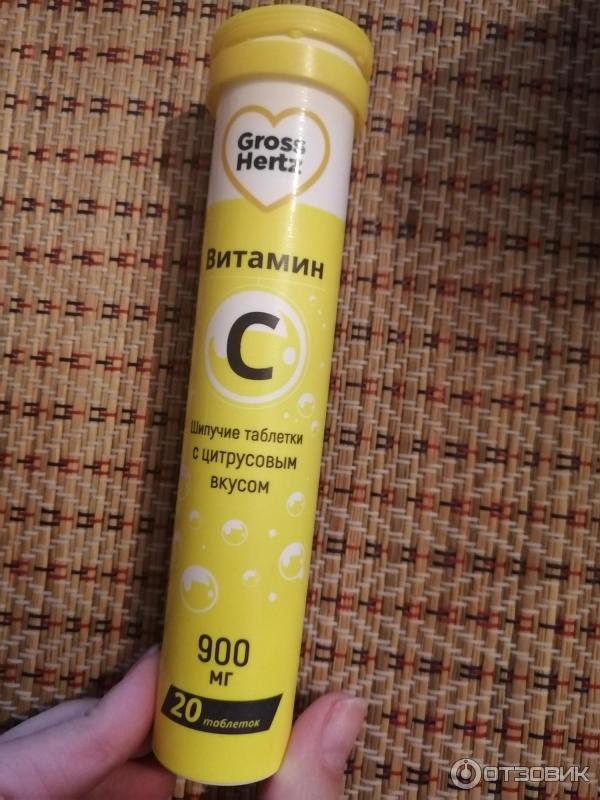 Gross
Hertz
Витамин
C
Шипучие таблетки
с цитрусовым
вкусом
900
мг
20 таблеток
ОТЗОВИК